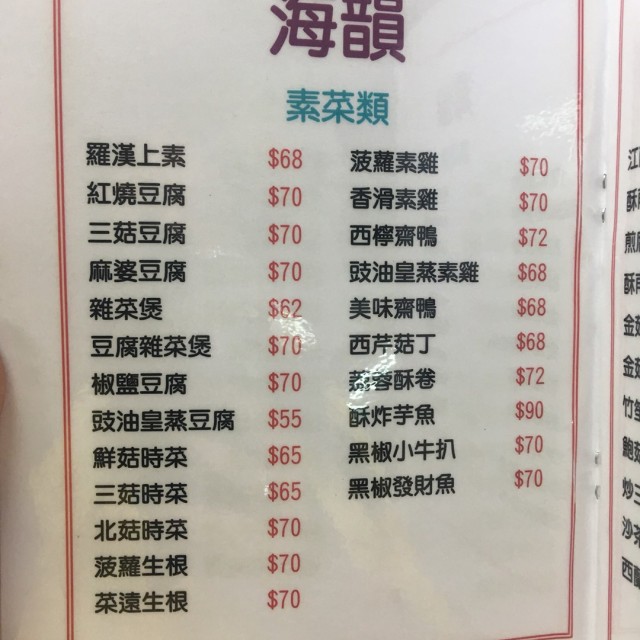 海韻
素菜類
羅漢上素 $68
紅燒豆腐 $70
三菇豆腐 $70
麻婆豆腐 $70
雜菜煲 $62
豆腐雜菜煲 $70
椒鹽豆腐 $70
豉油皇蒸豆腐 $55
鮮菇時菜 $65
三菇時菜 $65
北菇時菜 $70
菠蘿生根 $70
菜遠生根 $70
菠蘿素雞 $70
香滑素雞 $70
西檸齋鴨 $72
豉油皇蒸素雞 $68
美味齋鴨 $68
西芹菇丁 $68
蓉酥卷 $72
酥炸芋魚 $90
黑椒小牛扒 $70
黑椒發財魚 $70